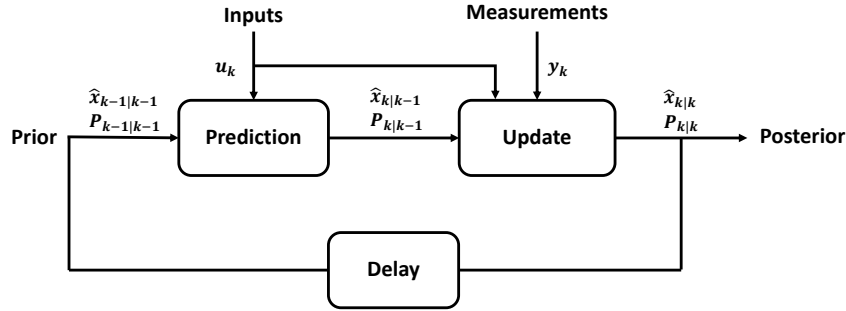 Inputs
Measurements
u_k
y_k
x̂_{k−1|k−1}
P_{k−1|k−1}
x̂_{k|k−1}
P_{k|k−1}
x̂_{k|k}
P_{k|k}
Prior
Prediction
Update
Posterior
Delay